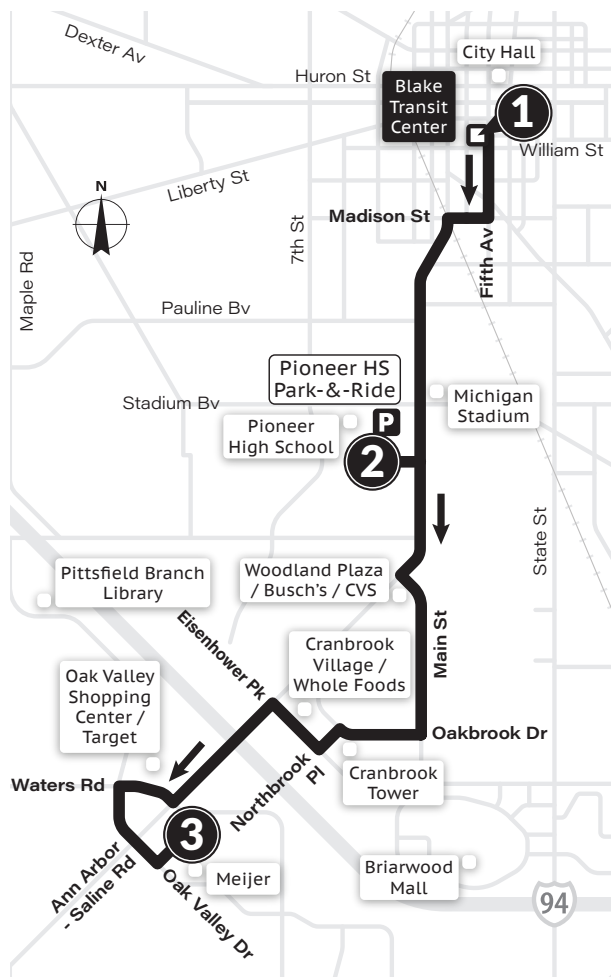 Dexter Av
City Hall
Huron St
Blake
Transit
Center
1
William St
Liberty St
N
Madison St
7th St
Fifth Av
Maple Rd
Pauline Bv
Pioneer HS
Park-&-Ride
Stadium Bv
P
Michigan
Stadium
Pioneer
High School
2
State St
Pittsfield Branch
Library
Woodland Plaza
/ Busch's / CVS
Main St
Eisenhower Pk
Cranbrook
Village /
Whole Foods
Oak Valley
Shopping
Center /
Target
Oakbrook Dr
Northbrook
Pl
Cranbrook
Tower
Waters Rd
3
Ann Arbor
- Saline Rd
Oak Valley Dr
Meijer
Briarwood
Mall
94